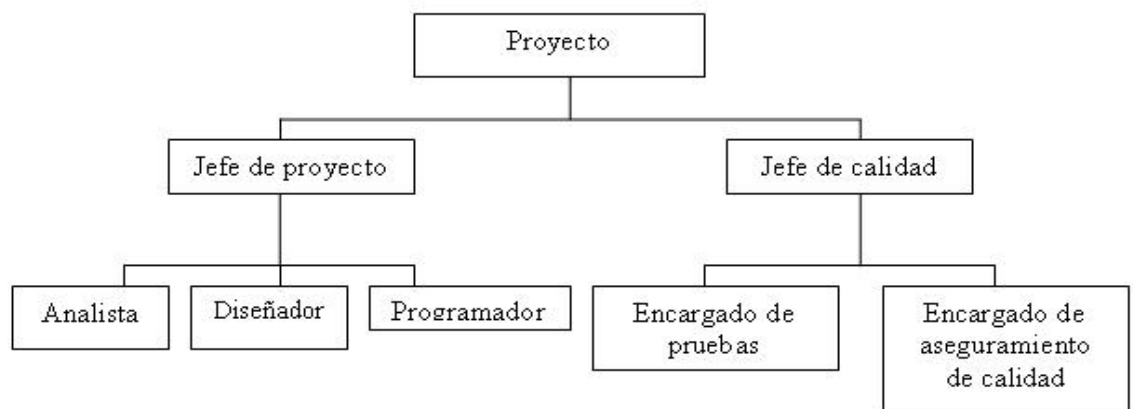 Proyecto
Jefe de proyecto
Jefe de calidad
Analista
Diseñador
Programador
Encargado de
pruebas
Encargado de
aseguramiento
de calidad